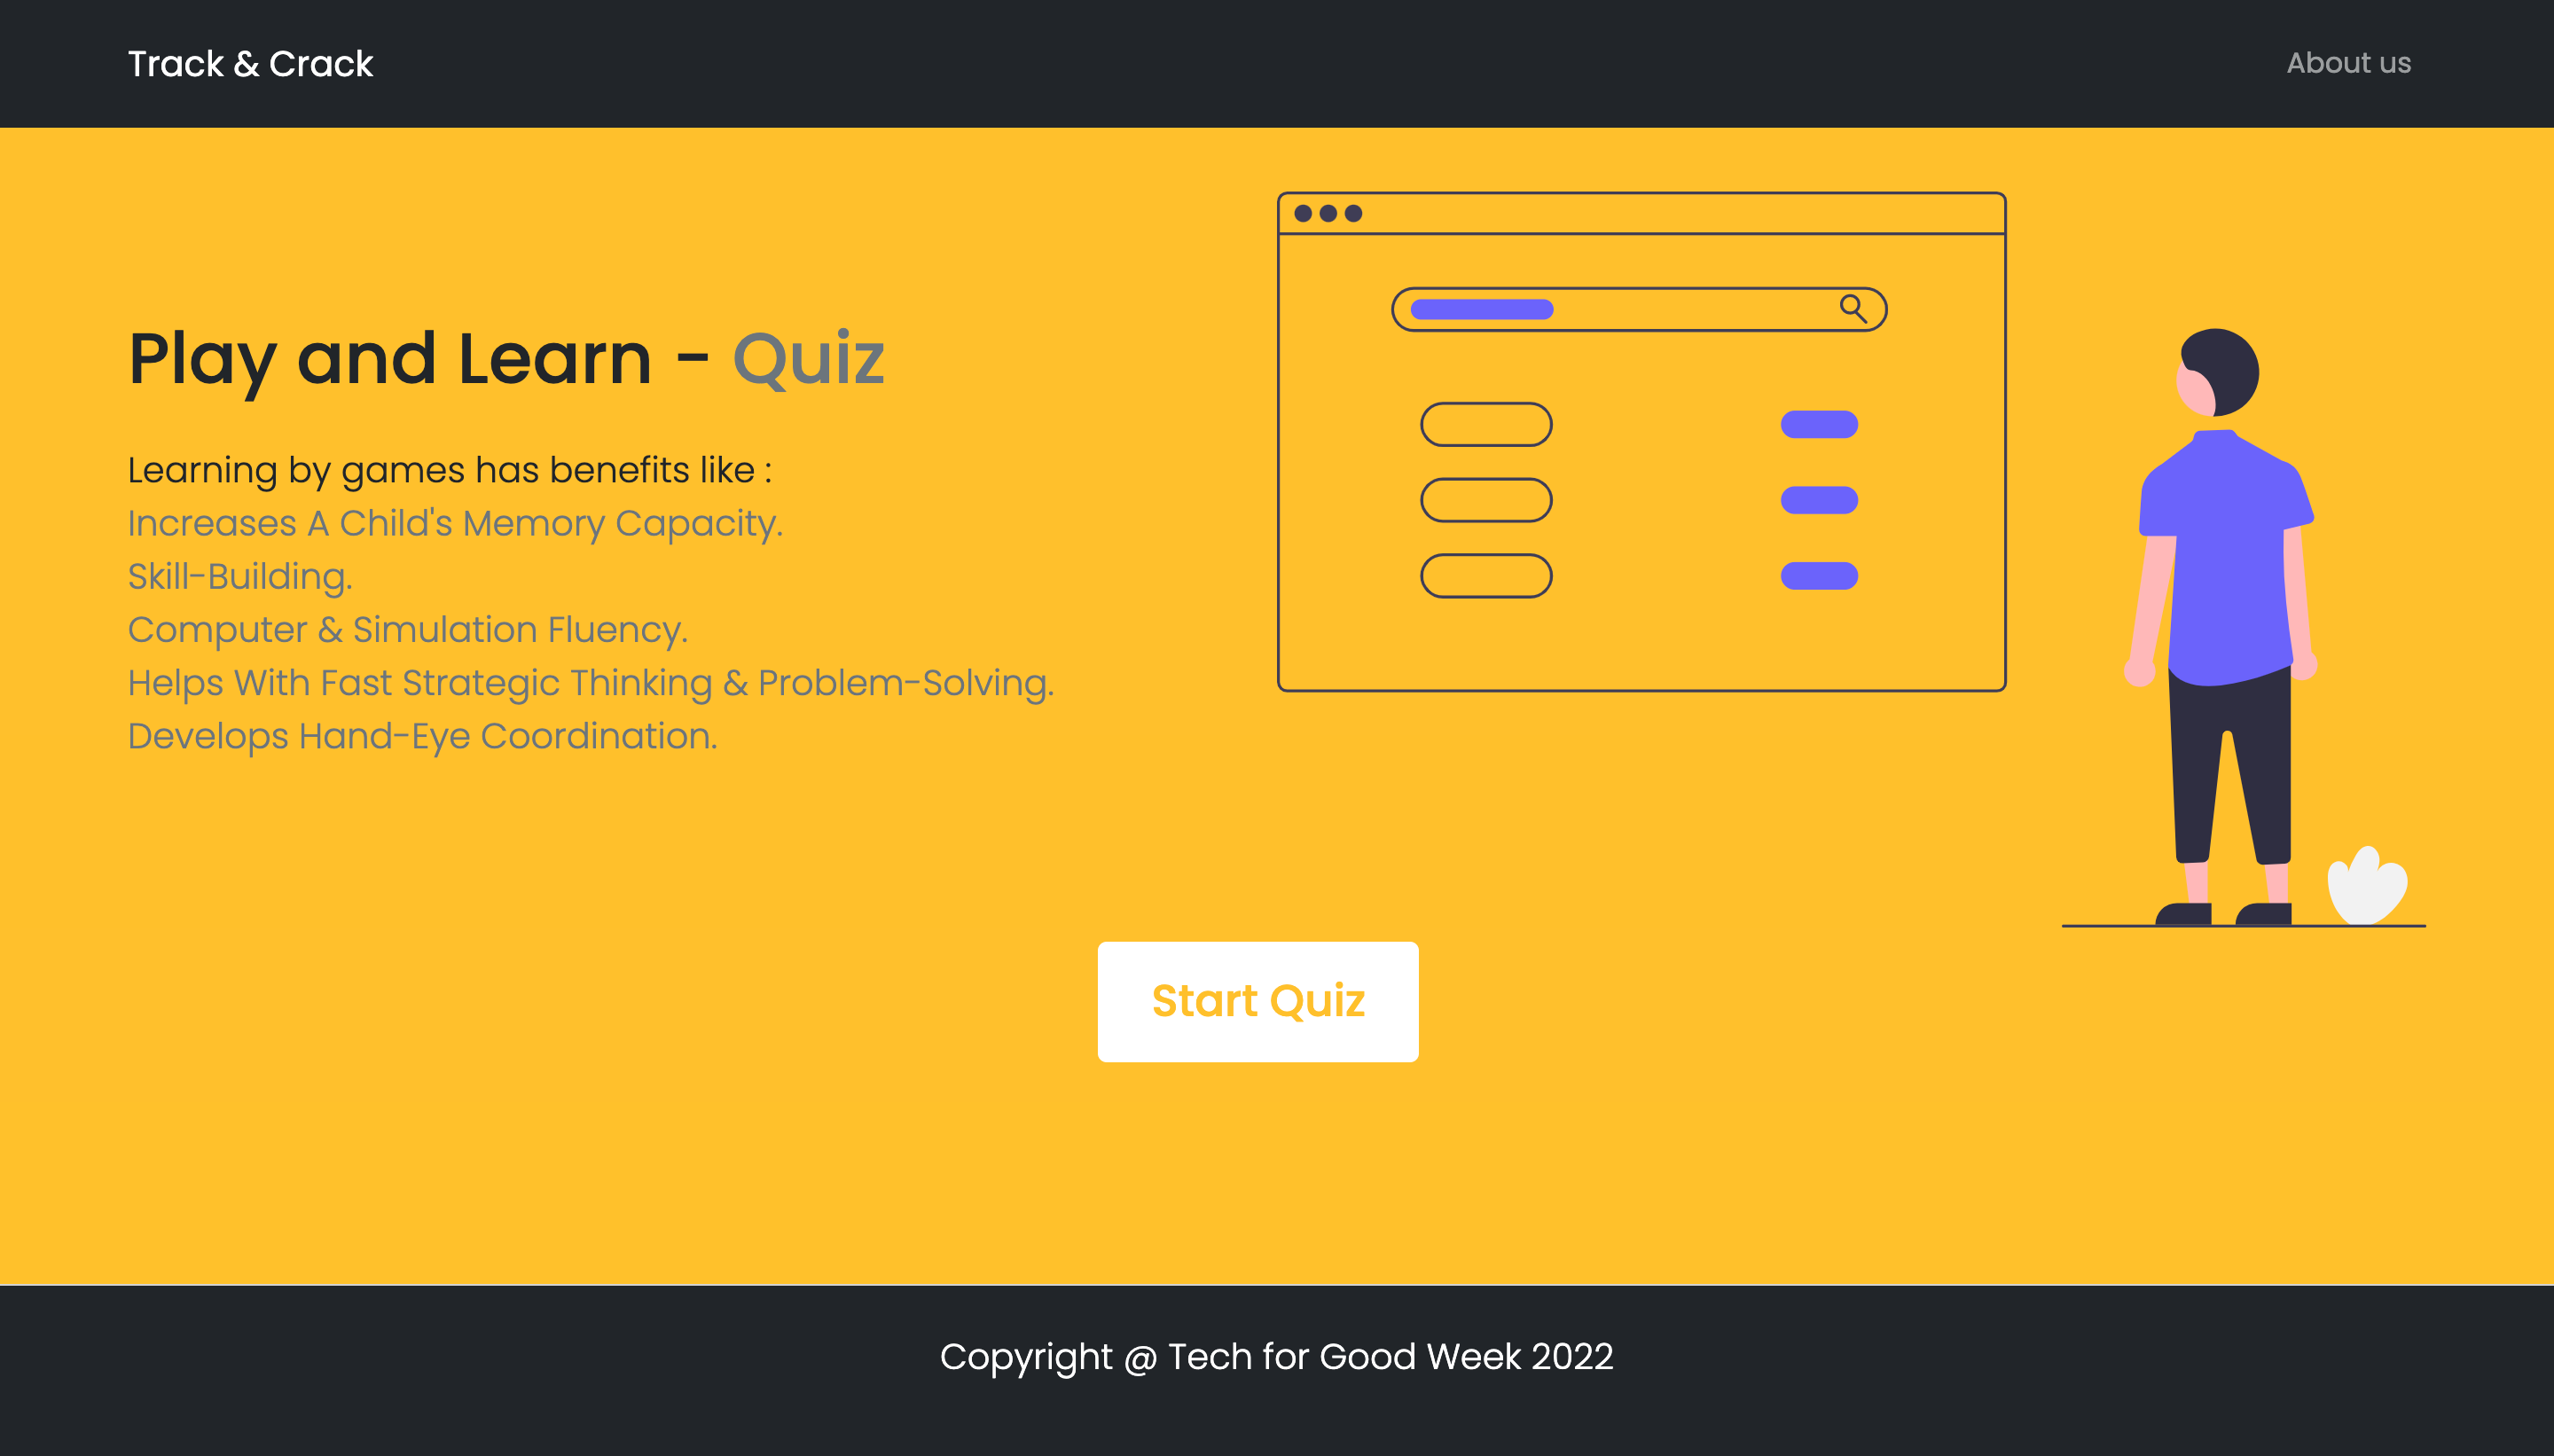 Track & Crack
About us
Play and Learn - Quiz
Learning by games has benefits like :
Increases A Child's Memory Capacity.
Skill-Building.
Computer & Simulation Fluency.
Helps With Fast Strategic Thinking & Problem-Solving.
Develops Hand-Eye Coordination.
Start Quiz
Copyright @ Tech for Good Week 2022